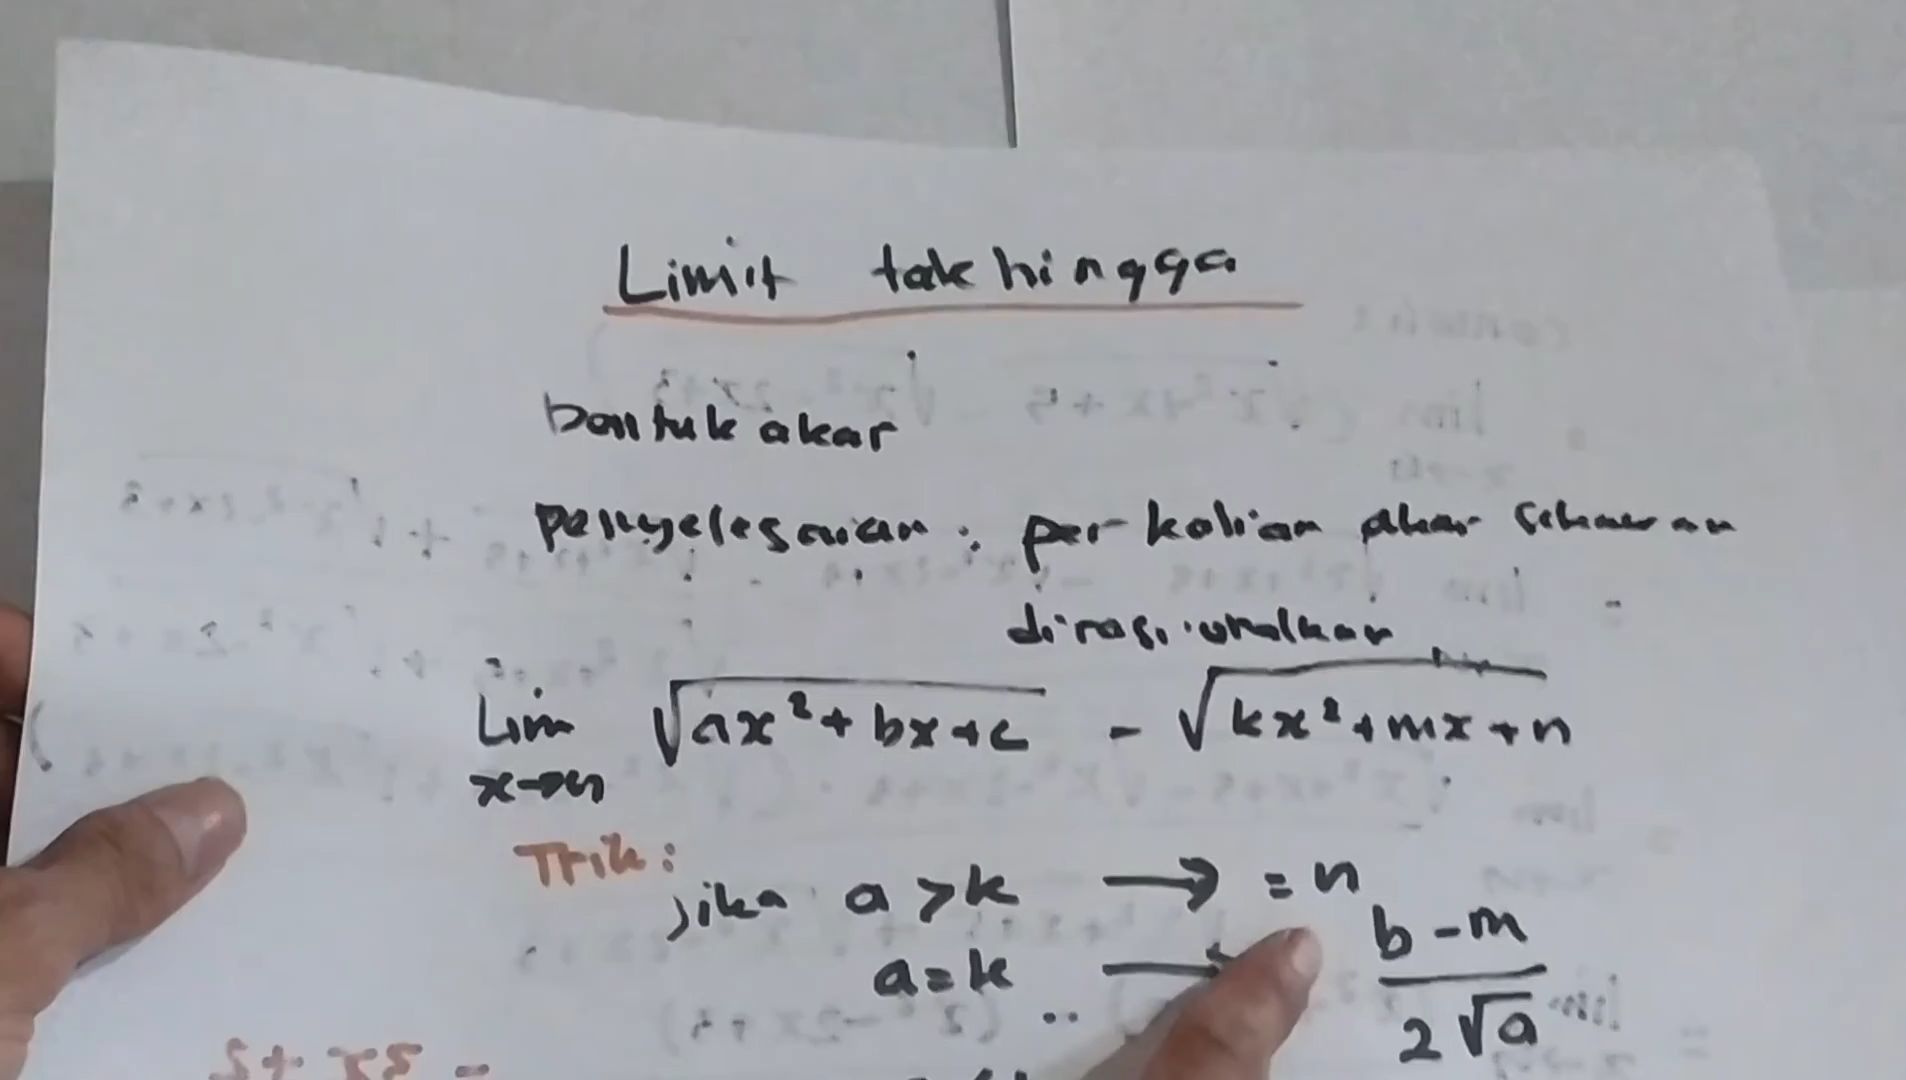 Limit tak hingga
bentuk akar
penyelesaian : perkalian akar sekawan
dirasionalkan
Lim √ax²+bx+c - √kx²+mx+n
x→∞
Trik:
jika a>k → = ∞
a=k → b-m
2√a